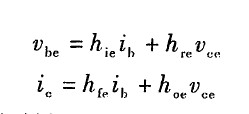 v_be = h_ie i_b + h_re v_ce
i_c = h_fe i_b + h_oe v_ce